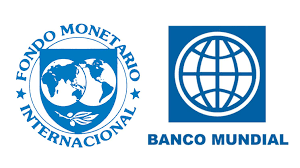 FONDO MONETARIO
INTERNACIONAL
BANCO MUNDIAL